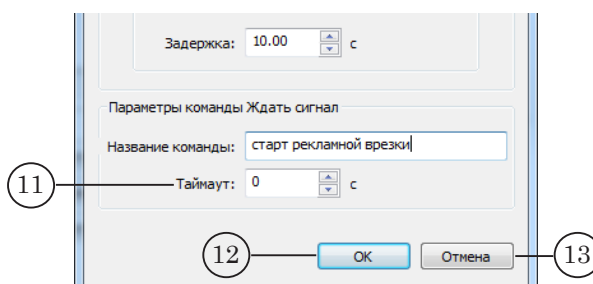 Задержка: 10.00 с
Параметры команды Ждать сигнал
Название команды: старт рекламной врезки
11 Таймаут: 0 с
12 OK Отмена 13